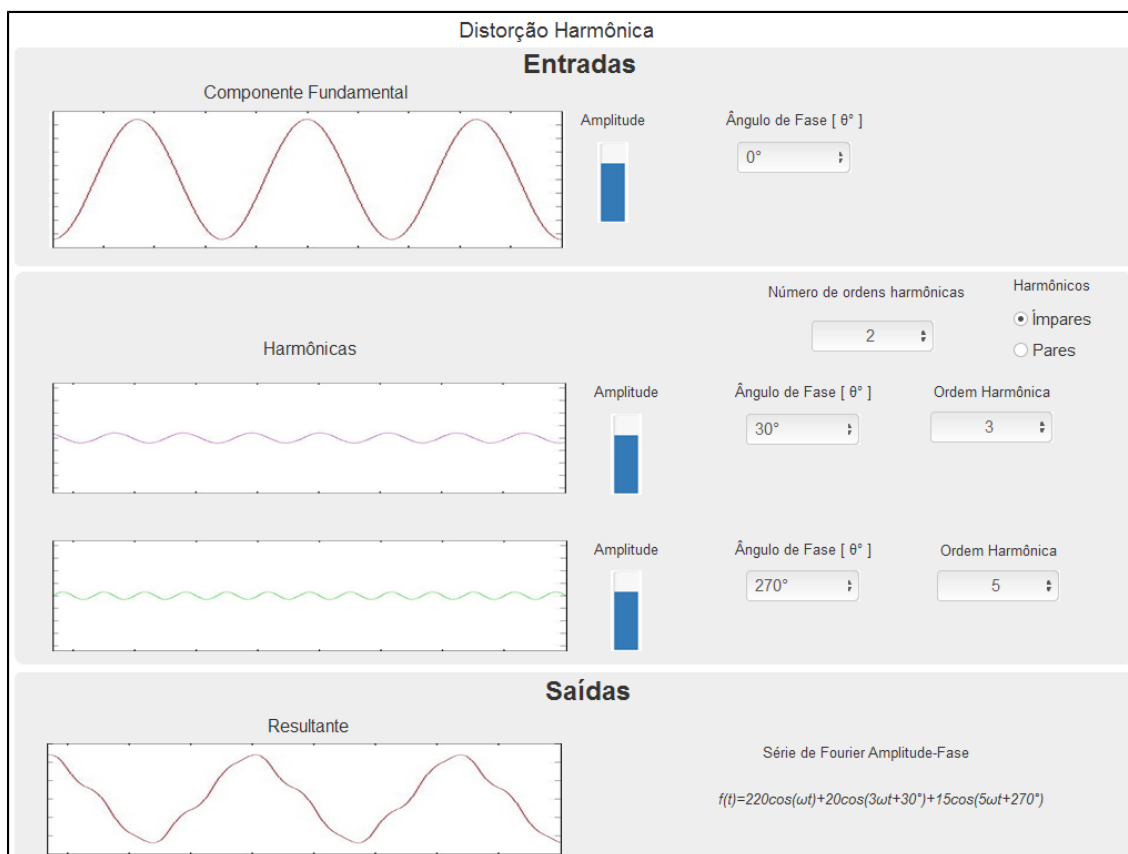 Distorção Harmônica
Entradas
Componente Fundamental
Amplitude
Ângulo de Fase [ θ° ]
0°
Número de ordens harmônicas
Harmônicos
2
Ímpares
Pares
Harmônicas
Amplitude
Ângulo de Fase [ θ° ]
Ordem Harmônica
30°
3
Amplitude
Ângulo de Fase [ θ° ]
Ordem Harmônica
270°
5
Saídas
Resultante
Série de Fourier Amplitude-Fase
f(t)=220cos(ωt)+20cos(3ωt+30°)+15cos(5ωt+270°)